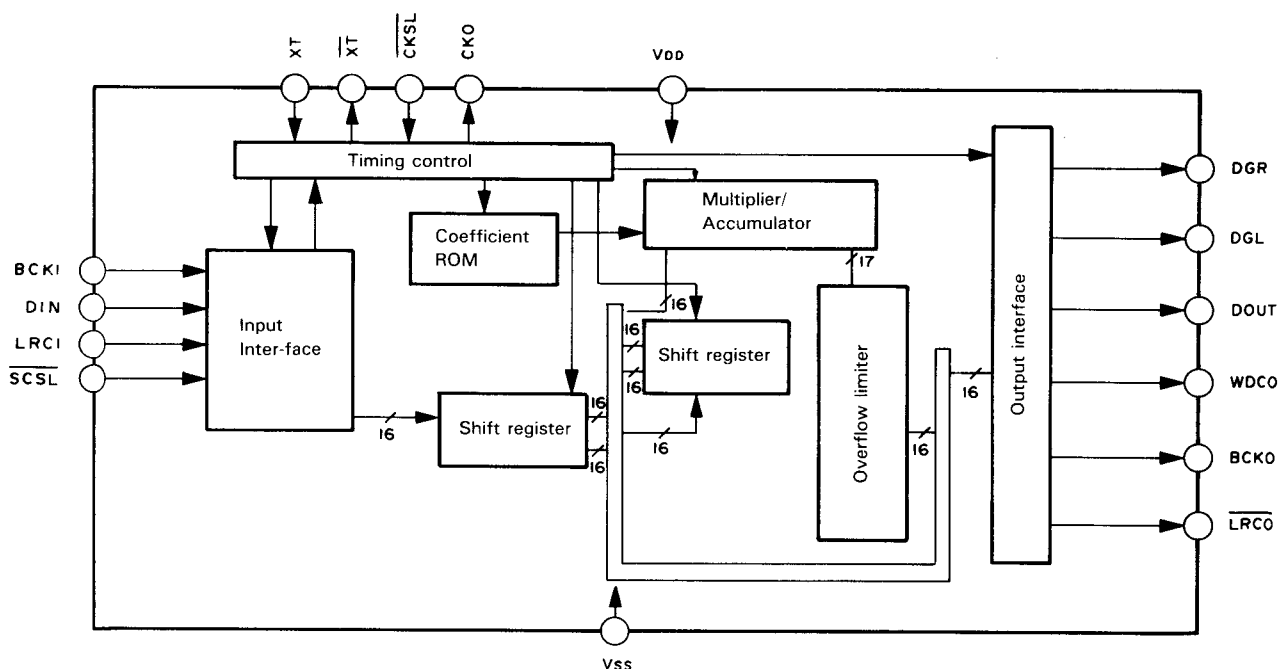 XT
XT
CKSL
CKO
VDD
Timing control
Multiplier/
Accumulator
Coefficient
ROM
DGR
DGL
BCKI
DIN
LRCI
SCSL
Input
Inter-face
17
16
16
16
Shift register
DOUT
Output interface
Overflow limiter
16
WDCO
16
Shift register
16
16
16
16
BCKO
LRCO
VSS